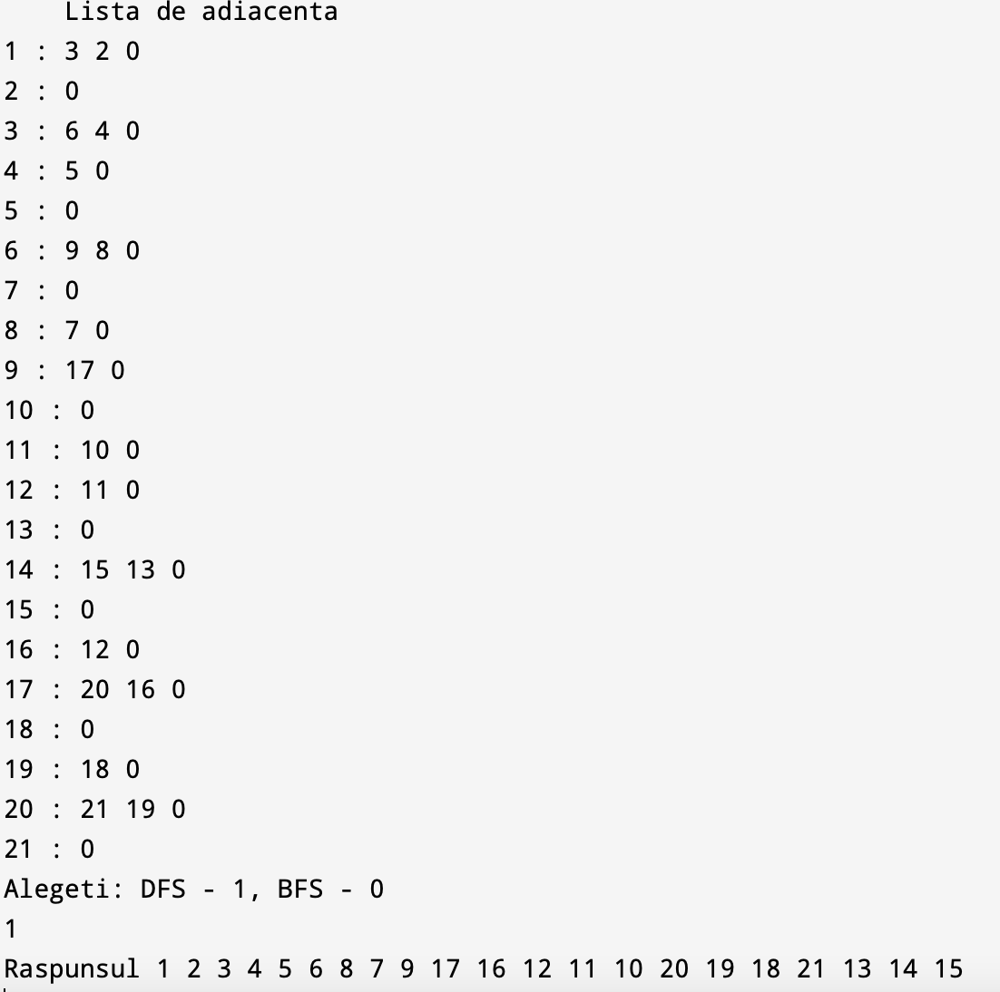 Lista de adiacenta
1 : 3 2 0
2 : 0
3 : 6 4 0
4 : 5 0
5 : 0
6 : 9 8 0
7 : 0
8 : 7 0
9 : 17 0
10 : 0
11 : 10 0
12 : 11 0
13 : 0
14 : 15 13 0
15 : 0
16 : 12 0
17 : 20 16 0
18 : 0
19 : 18 0
20 : 21 19 0
21 : 0
Alegeti: DFS - 1, BFS - 0
1
Raspunsul 1 2 3 4 5 6 8 7 9 17 16 12 11 10 20 19 18 21 13 14 15